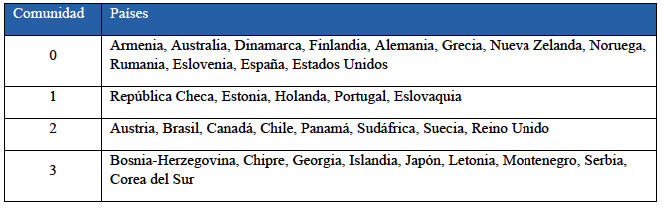 Comunidad Países
0 Armenia, Australia, Dinamarca, Finlandia, Alemania, Grecia, Nueva Zelanda, Noruega,
Rumania, Eslovenia, España, Estados Unidos
1 República Checa, Estonia, Holanda, Portugal, Eslovaquia
2 Austria, Brasil, Canadá, Chile, Panamá, Sudáfrica, Suecia, Reino Unido
3 Bosnia-Herzegovina, Chipre, Georgia, Islandia, Japón, Letonia, Montenegro, Serbia,
Corea del Sur